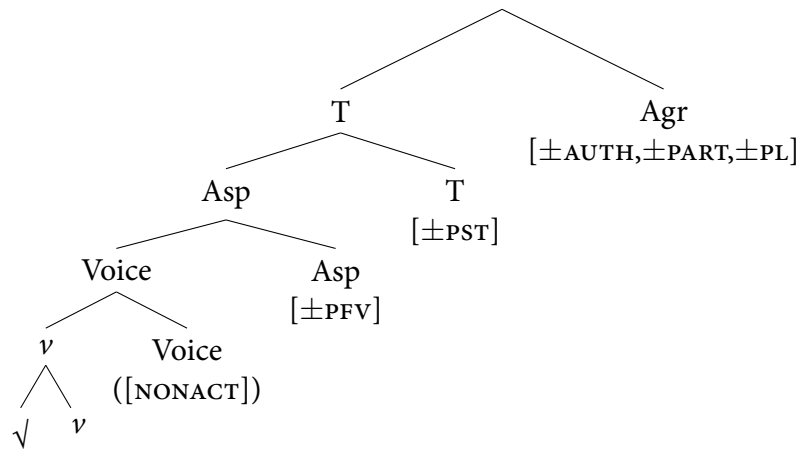 T Agr
[±AUTH,±PART,±PL]
Asp T
[±PST]
Voice Asp
[±PFV]
v Voice
([NONACT])
√ v